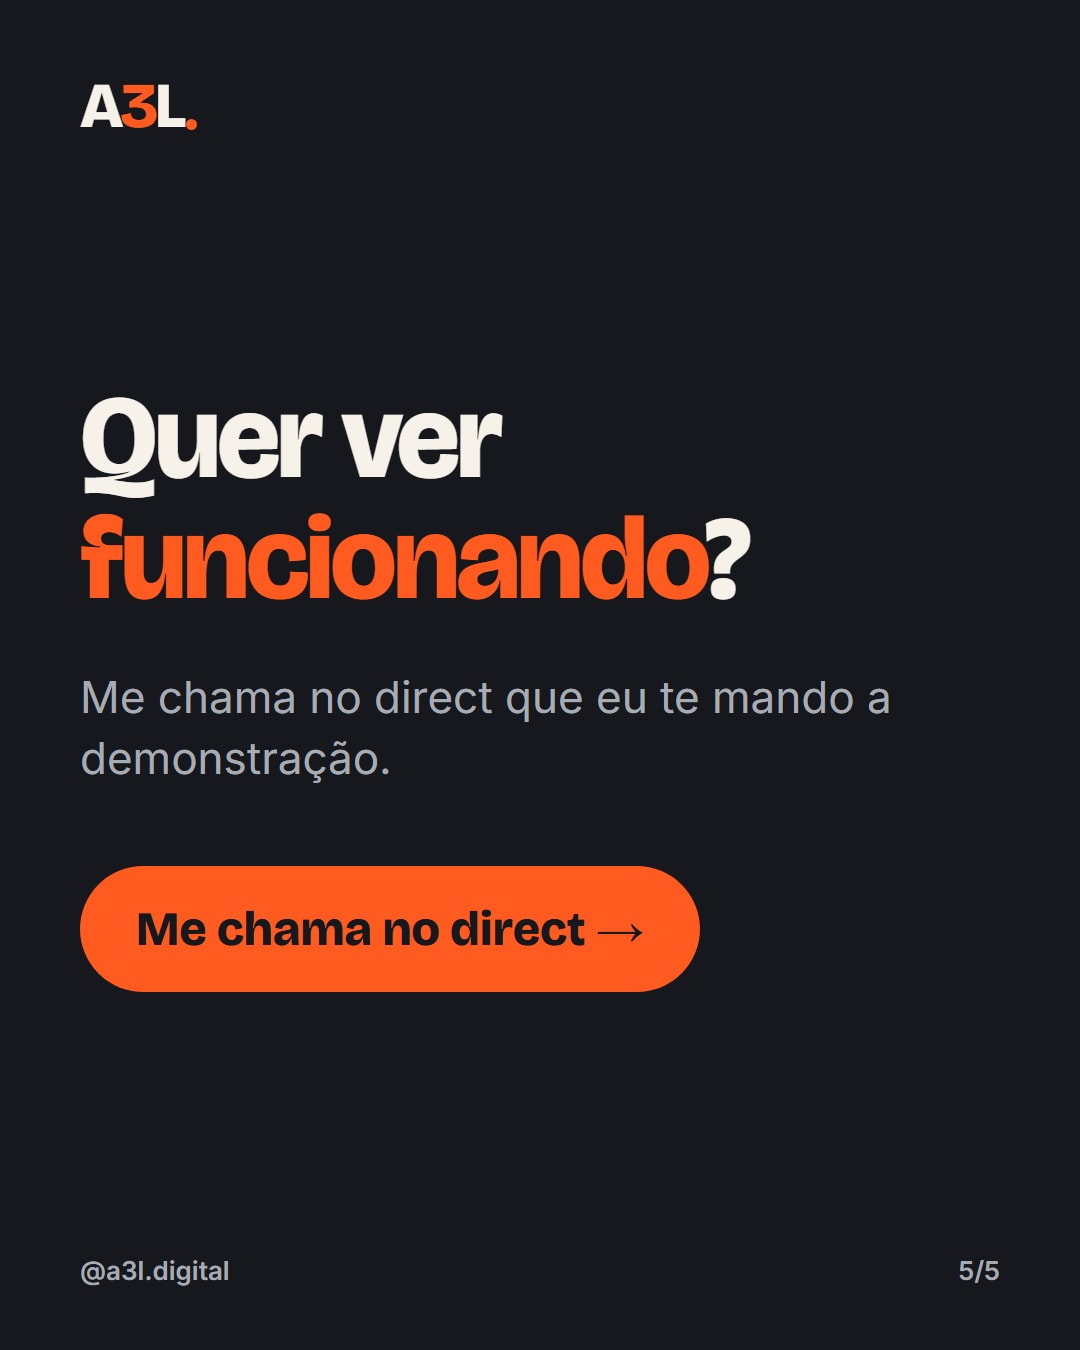 A3L.
Quer ver
funcionando?
Me chama no direct que eu te mando a
demonstração.
Me chama no direct →
@a3l.digital
5/5